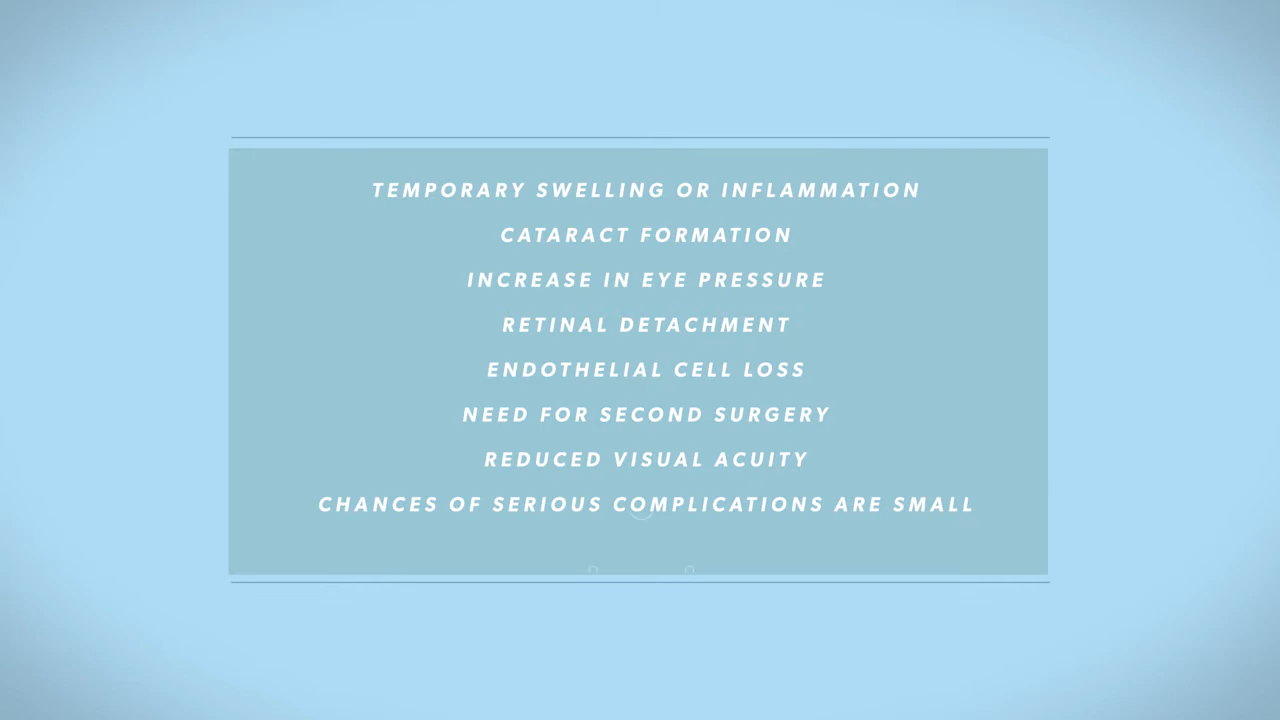 TEMPORARY SWELLING OR INFLAMMATION
CATARACT FORMATION
INCREASE IN EYE PRESSURE
RETINAL DETACHMENT
ENDOTHELIAL CELL LOSS
NEED FOR SECOND SURGERY
REDUCED VISUAL ACUITY
CHANCES OF SERIOUS COMPLICATIONS ARE SMALL